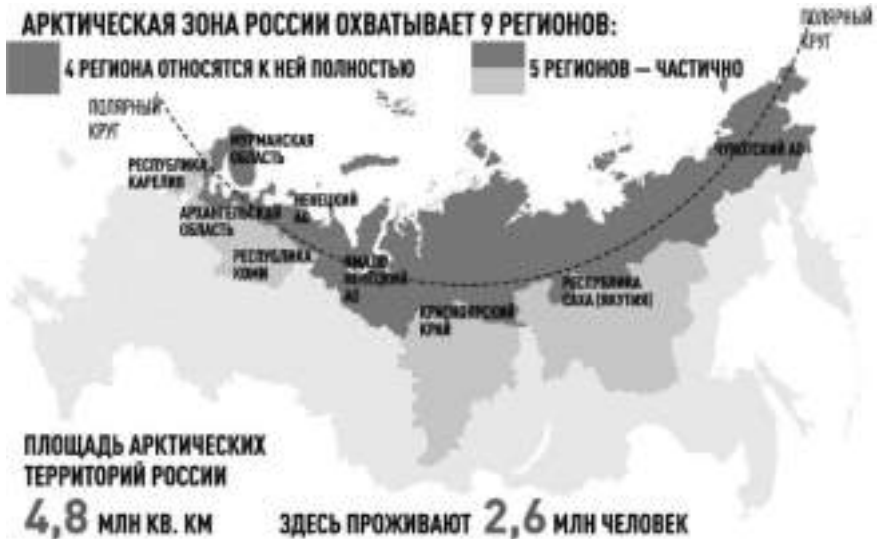 АРКТИЧЕСКАЯ ЗОНА РОССИИ ОХВАТЫВАЕТ 9 РЕГИОНОВ:
4 РЕГИОНА ОТНОСЯТСЯ К НЕЙ ПОЛНОСТЬЮ
5 РЕГИОНОВ — ЧАСТИЧНО
ПОЛЯРНЫЙ
КРУГ
ПОЛЯРНЫЙ
КРУГ
МУРМАНСКАЯ
ОБЛАСТЬ
РЕСПУБЛИКА
КАРЕЛИЯ
НЕНЕЦКИЙ
АО
АРХАНГЕЛЬСКАЯ
ОБЛАСТЬ
РЕСПУБЛИКА
КОМИ
ЯМАЛО
НЕНЕЦКИЙ
АО
КРАСНОЯРСКИЙ
КРАЙ
РЕСПУБЛИКА
САХА (ЯКУТИЯ)
ЧУКОТСКИЙ АО
ПЛОЩАДЬ АРКТИЧЕСКИХ
ТЕРРИТОРИЙ РОССИИ
4,8 МЛН КВ. КМ
ЗДЕСЬ ПРОЖИВАЮТ 2,6 МЛН ЧЕЛОВЕК